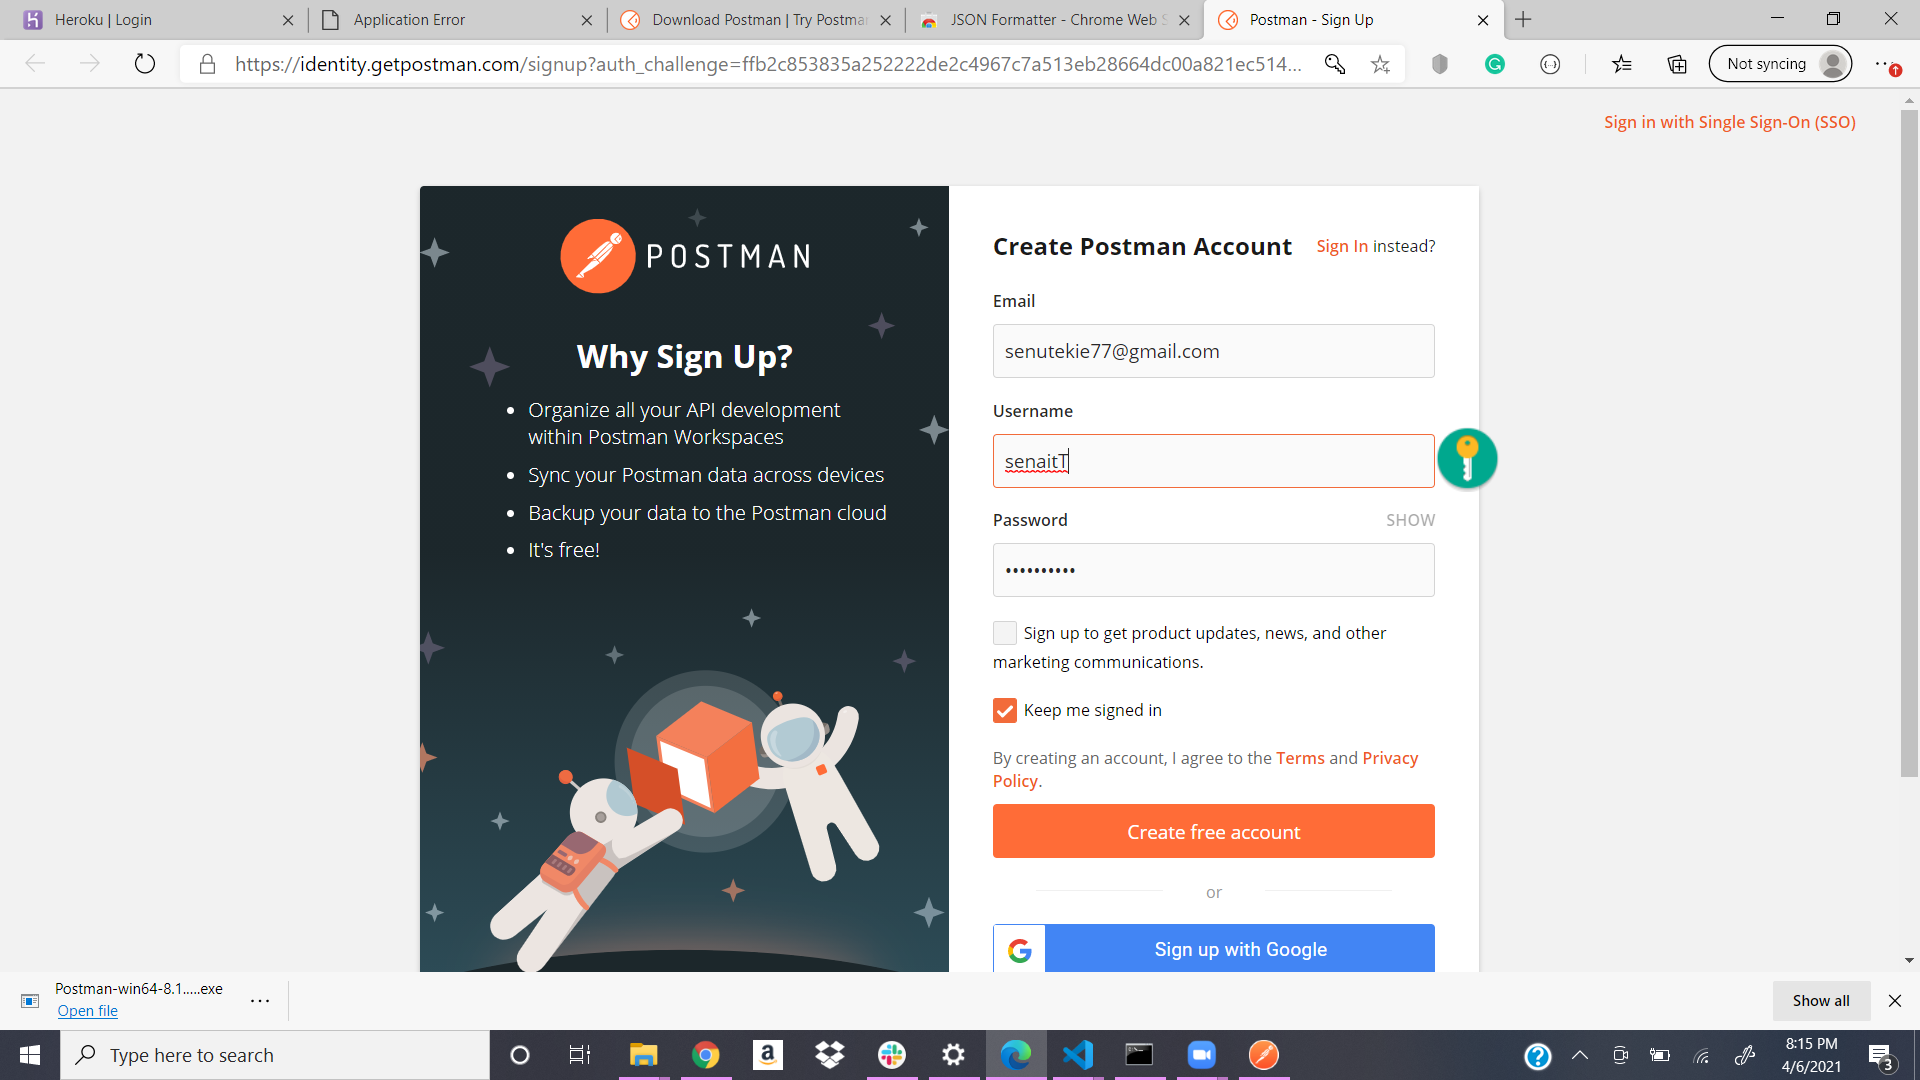 Heroku | Login
Application Error
Download Postman | Try Postman
JSON Formatter - Chrome Web S
Postman - Sign Up
https://identity.getpostman.com/signup?auth_challenge=ffb2c853835a252222de2c4967c7a513eb28664dc00a821ec514...
Not syncing
Sign in with Single Sign-On (SSO)
POSTMAN
Why Sign Up?
• Organize all your API development
within Postman Workspaces
• Sync your Postman data across devices
• Backup your data to the Postman cloud
• It's free!
Create Postman Account
Sign In instead?
Email
senutekie77@gmail.com
Username
senaitT
Password
SHOW
••••••••••
Sign up to get product updates, news, and other
marketing communications.
Keep me signed in
By creating an account, I agree to the Terms and Privacy
Policy.
Create free account
or
Sign up with Google
Postman-win64-8.1.....exe
Open file
Show all
Type here to search
8:15 PM
4/6/2021
3